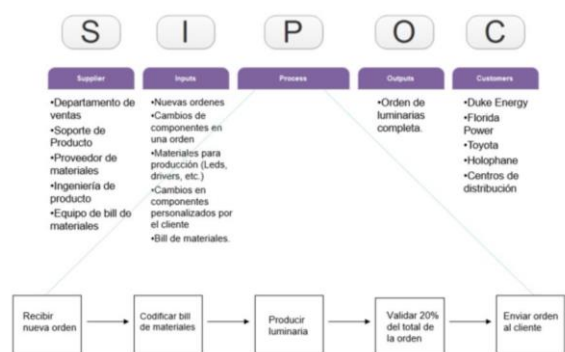 S I P O C
Supplier Inputs Process Outputs Customers
•Departamento de
ventas
•Soporte de
Producto
•Proveedor de
materiales
•Ingeniería de
producto
•Equipo de bill de
materiales
•Nuevas ordenes
•Cambios de
componentes en
una orden
•Materiales para
producción (Leds,
drivers, etc.)
•Cambios en
componentes
personalizados por
el cliente
•Bill de materiales.
•Orden de
luminarias
completa.
•Duke Energy
•Florida
Power
•Toyota
•Holophane
•Centros de
distribución
Recibir
nueva orden
Codificar bill
de materiales
Producir
luminaria
Validar 20%
del total de
la orden
Enviar orden
al cliente